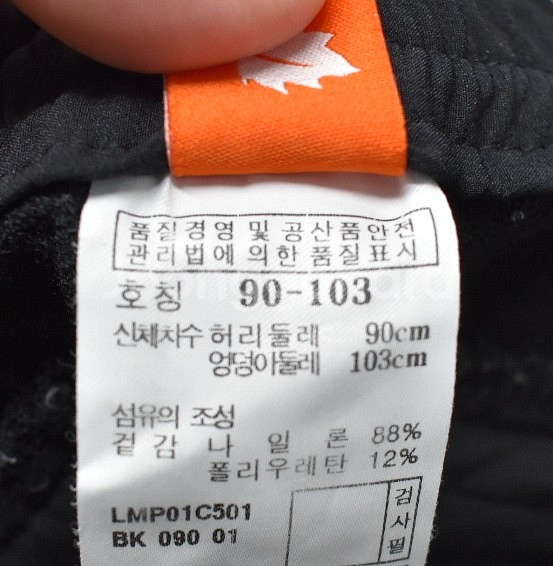 품질경영 및 공산품안전
관리법에 의한 품질표시
호칭 90-103
신체치수 허리둘레 90cm
엉덩이둘레 103cm
섬유의 조성
겉감 나일론 88%
폴리우레탄 12%
LMP01C501
BK 090 01
검사필